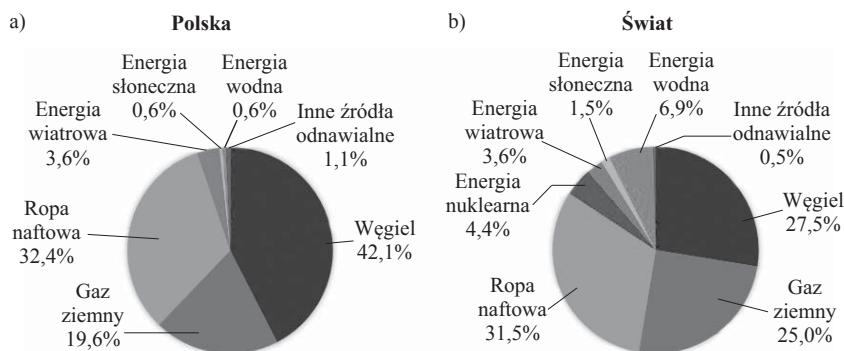 a)
Polska
Energia
słoneczna
0,6%
Energia
wodna
0,6%
Energia
wiatrowa
3,6%
Inne źródła
odnawialne
1,1%
Ropa
naftowa
32,4%
Węgiel
42,1%
Gaz
ziemny
19,6%
b)
Świat
Energia
słoneczna
1,5%
Energia
wodna
6,9%
Energia
wiatrowa
3,6%
Inne źródła
odnawialne
0,5%
Energia
nuklearna
4,4%
Węgiel
27,5%
Ropa
naftowa
31,5%
Gaz
ziemny
25,0%